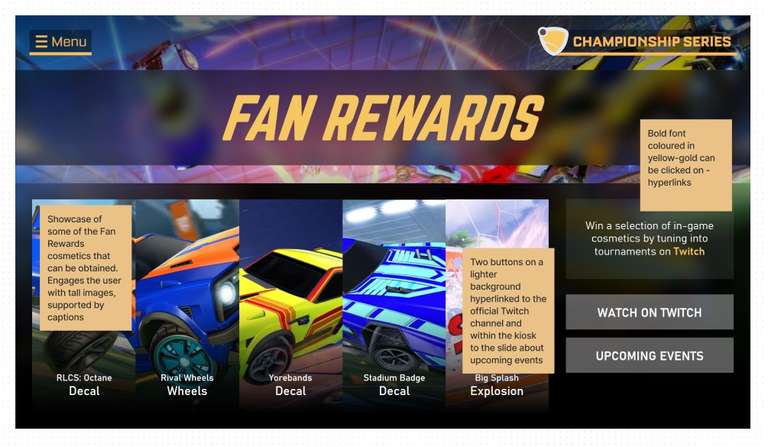 Menu
CHAMPIONSHIP SERIES
FAN REWARDS
Bold font
coloured in
yellow-gold can
be clicked on -
hyperlinks
Showcase of
some of the Fan
Rewards
cosmetics that
can be obtained.
Engages the user
with tall images,
supported by
captions
Two buttons on a
lighter
background
hyperlinked to the
official Twitch
channel and
within the kiosk
to the slide about
upcoming events
Win a selection of in-game
cosmetics by tuning into
tournaments on Twitch
WATCH ON TWITCH
UPCOMING EVENTS
RLCS: Octane
Decal
Rival Wheels
Wheels
Yorebands
Decal
Stadium Badge
Decal
Big Splash
Explosion